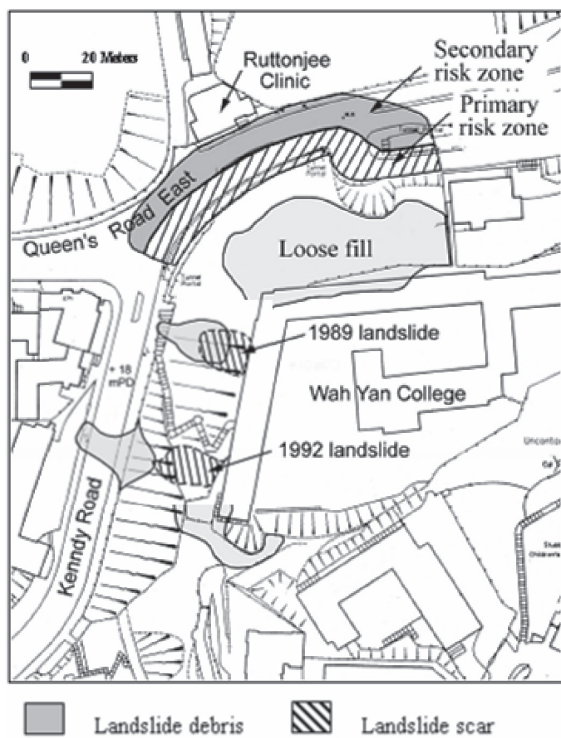 0 20 Meters
Ruttonjee
Clinic
Secondary
risk zone
Primary
risk zone
Queen's Road East
Loose fill
1989 landslide
+ 18
mPD
Wah Yan College
1992 landslide
Kenndy Road
Landslide debris
Landslide scar